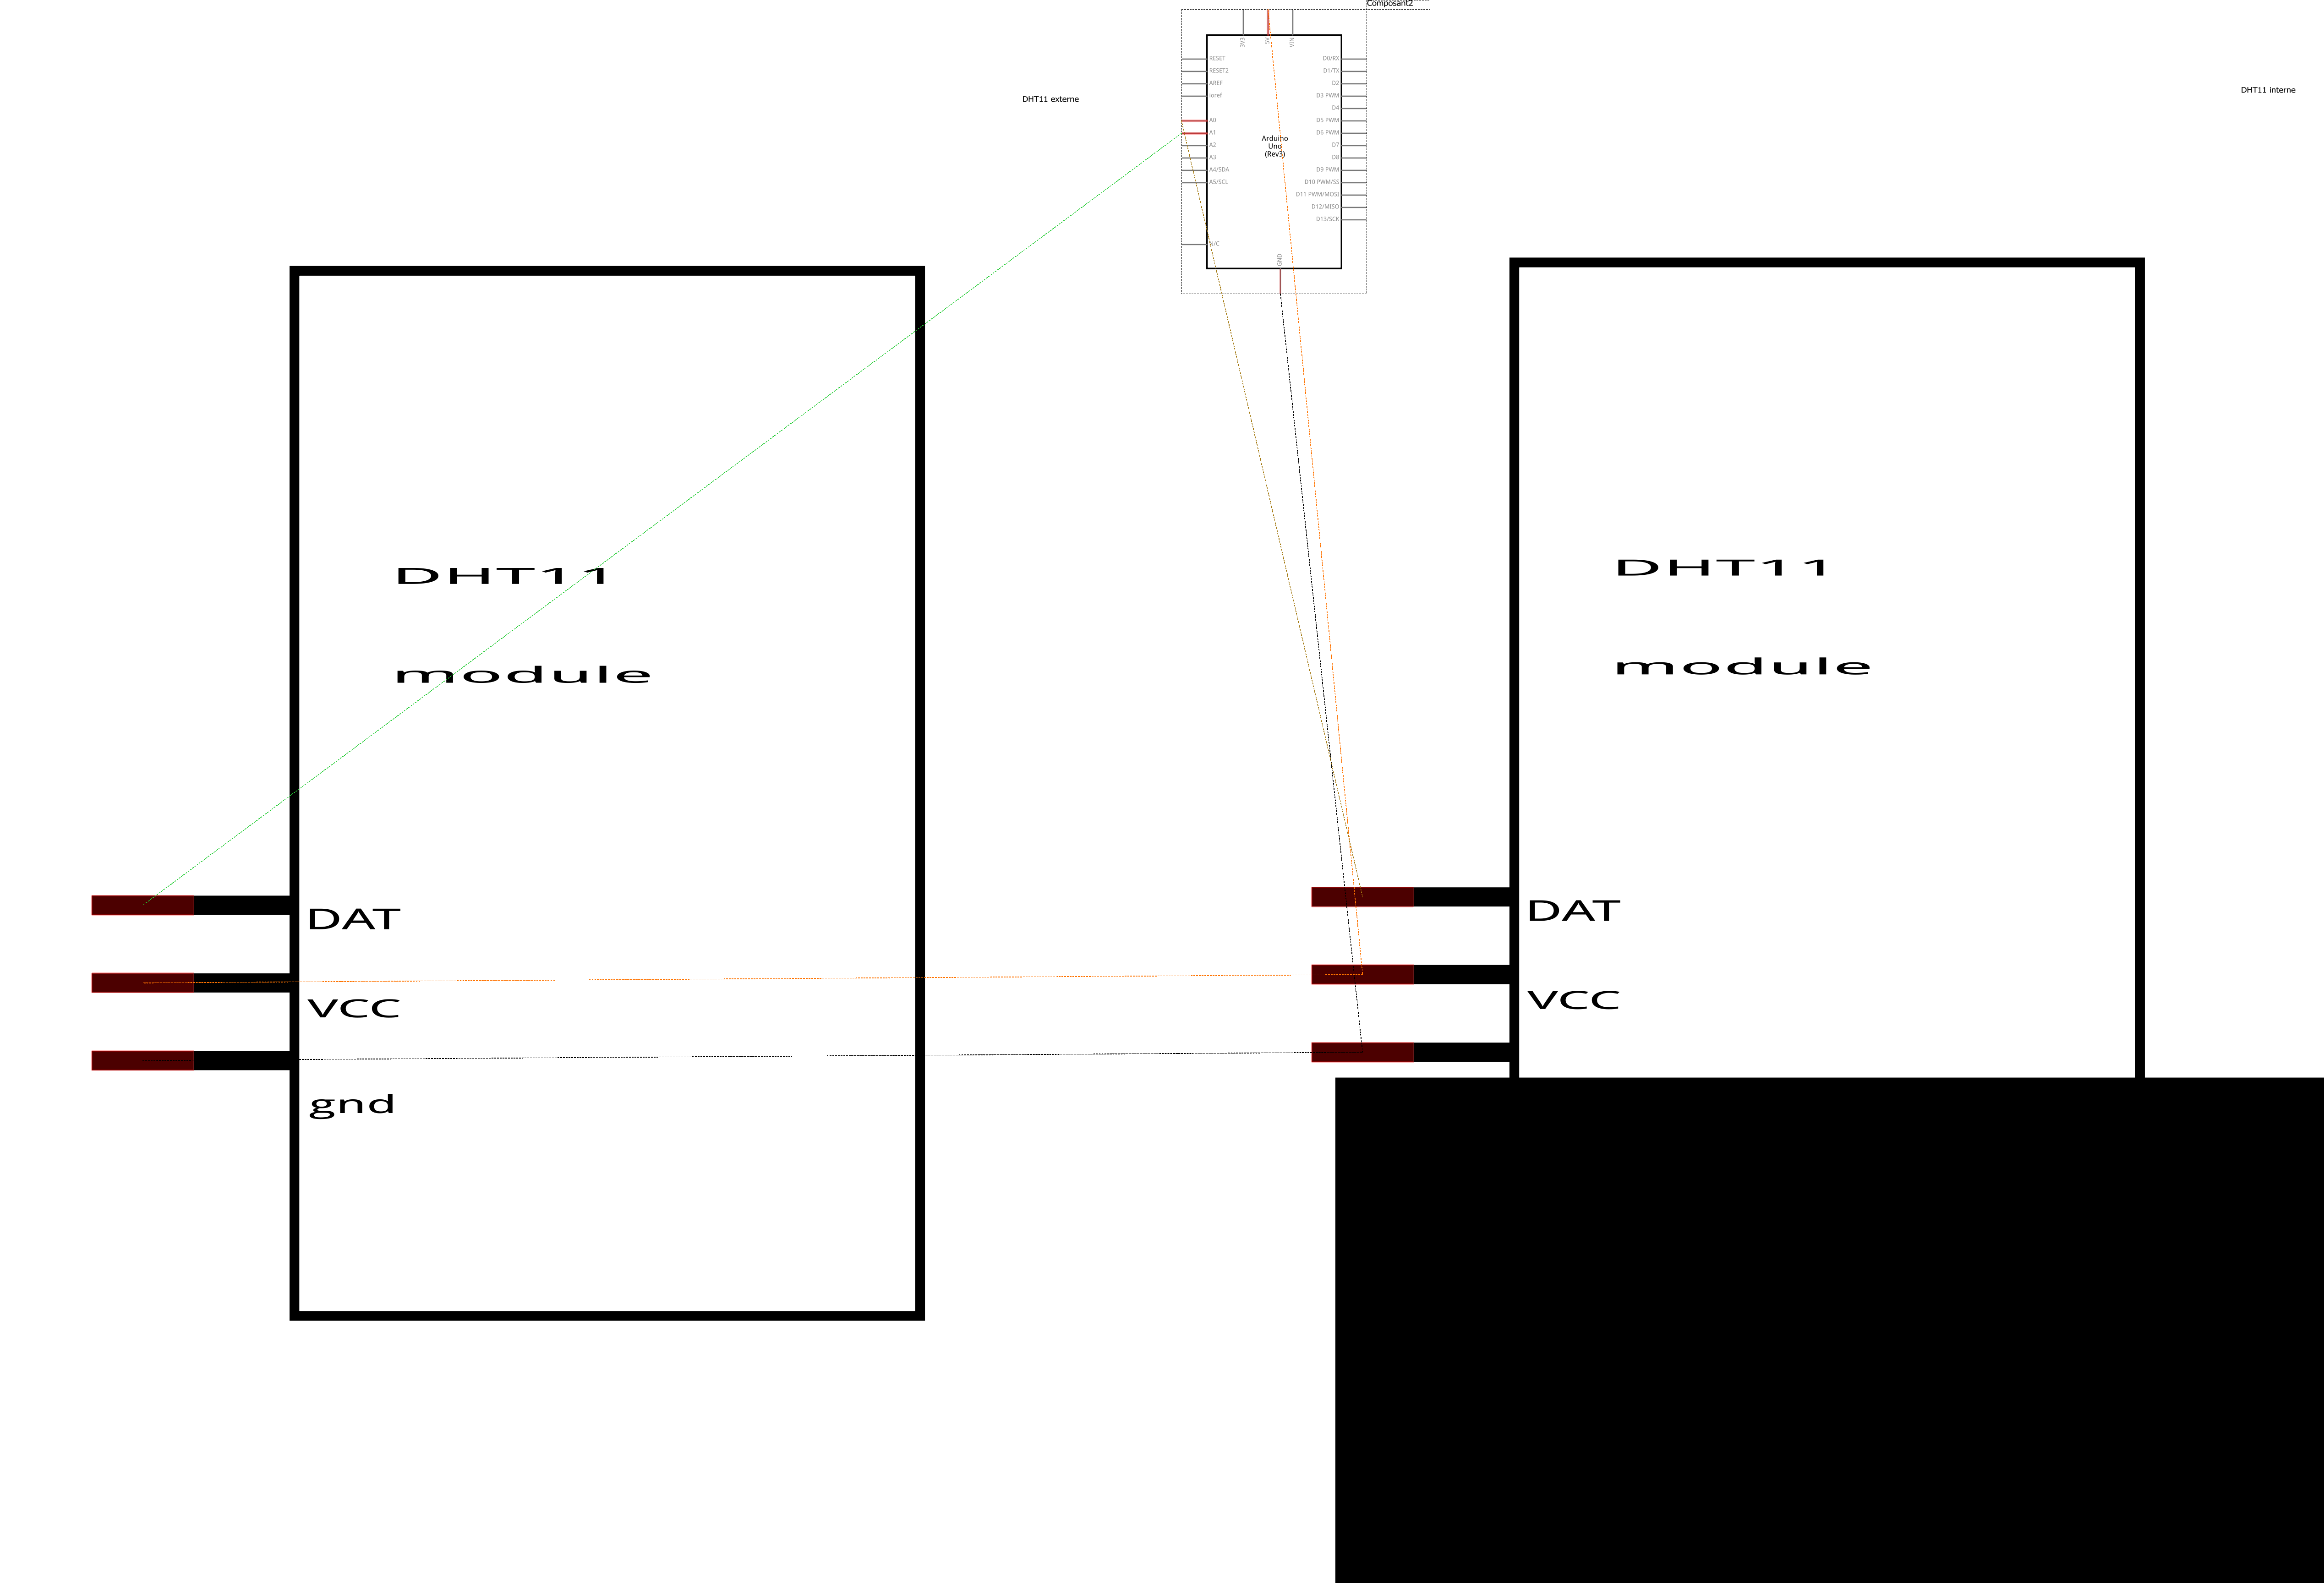 Composant2
3V3
5V
VIN
RESET
RESET2
AREF
ioref
A0
A1
A2
A3
A4/SDA
A5/SCL
N/C
D0/RX
D1/TX
D2
D3 PWM
D4
D5 PWM
D6 PWM
D7
D8
D9 PWM
D10 PWM/SS
D11 PWM/MOSI
D12/MISO
D13/SCK
Arduino
Uno
(Rev3)
GND
DHT11 externe
DHT11 interne
DHT11
module
DAT
VCC
gnd
DHT11
module
DAT
VCC